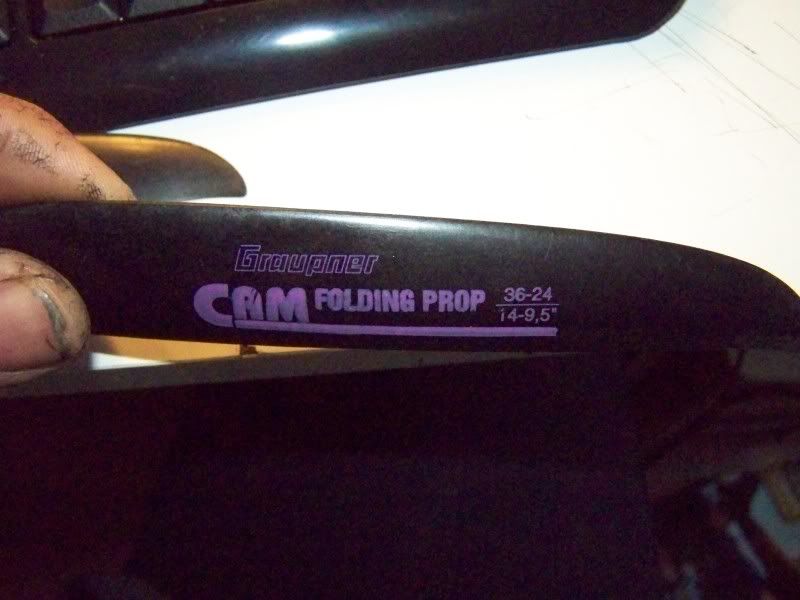 Graupner
CAM FOLDING PROP 36-24
14-9,5"